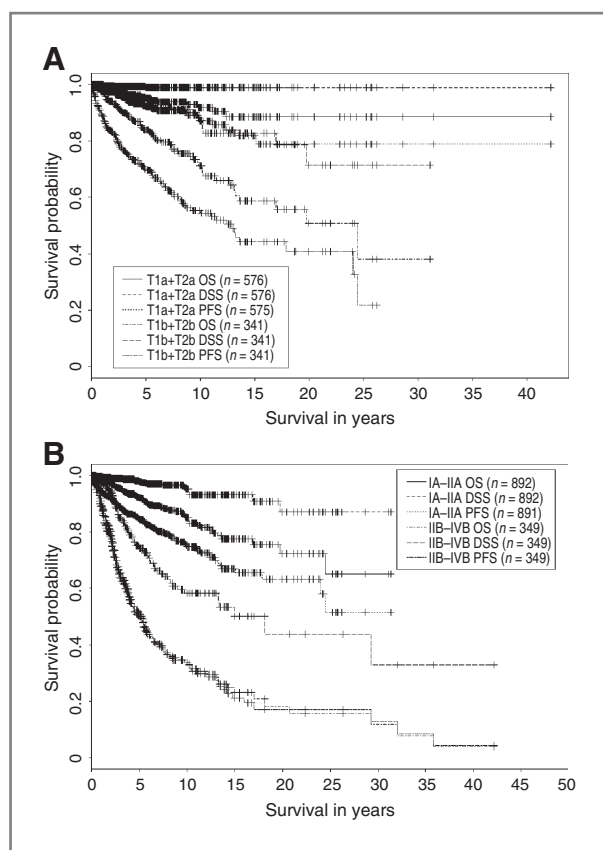 A
Survival probability
1.0
0.8
0.6
0.4
0.2
0
T1a+T2a OS (n = 576)
T1a+T2a DSS (n = 576)
T1a+T2a PFS (n = 575)
T1b+T2b OS (n = 341)
T1b+T2b DSS (n = 341)
T1b+T2b PFS (n = 341)
0 5 10 15 20 25 30 35 40
Survival in years
B
Survival probability
1.0
0.8
0.6
0.4
0.2
0
IA–IIA OS (n = 892)
IA–IIA DSS (n = 892)
IA–IIA PFS (n = 891)
IIB–IVB OS (n = 349)
IIB–IVB DSS (n = 349)
IIB–IVB PFS (n = 349)
0 5 10 15 20 25 30 35 40 45 50
Survival in years